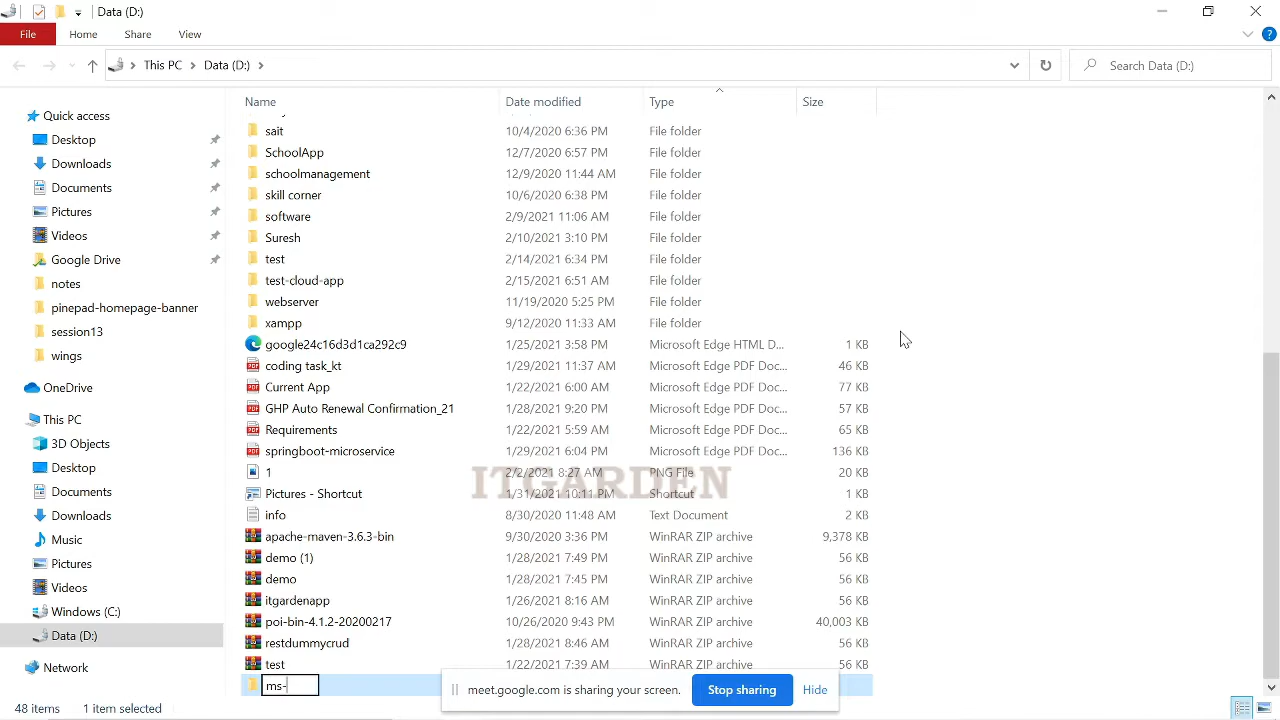 Data (D:)
File Home Share View
This PC Data (D:) Search Data (D:)
Name Date modified Type Size
Quick access
Desktop
Downloads
Documents
Pictures
Videos
Google Drive
notes
pinepad-homepage-banner
session13
wings
OneDrive
This PC
3D Objects
Desktop
Documents
Downloads
Music
Pictures
Videos
Windows (C:)
Data (D:)
Network
sait 10/4/2020 6:36 PM File folder
SchoolApp 12/7/2020 6:57 PM File folder
schoolmanagement 12/9/2020 11:44 AM File folder
skill corner 10/6/2020 6:38 PM File folder
software 2/9/2021 11:06 AM File folder
Suresh 2/10/2021 3:10 PM File folder
test 2/14/2021 6:34 PM File folder
test-cloud-app 2/15/2021 6:51 AM File folder
webserver 11/19/2020 5:25 PM File folder
xampp 9/12/2020 11:33 AM File folder
google24c16d3d1ca292c9 1/25/2021 3:58 PM Microsoft Edge HTML D... 1 KB
coding task_kt 1/29/2021 11:37 AM Microsoft Edge PDF Doc... 46 KB
Current App 1/22/2021 6:00 AM Microsoft Edge PDF Doc... 77 KB
GHP Auto Renewal Confirmation_21 1/28/2021 9:20 PM Microsoft Edge PDF Doc... 57 KB
Requirements 1/22/2021 5:59 AM Microsoft Edge PDF Doc... 65 KB
springboot-microservice 1/29/2021 6:04 PM Microsoft Edge PDF Doc... 136 KB
1 2/2/2021 8:27 AM PNG File 20 KB
ITGARDEN
Pictures - Shortcut 1/31/2021 10:11 PM Shortcut 1 KB
info 8/30/2020 11:48 AM Text Document 2 KB
apache-maven-3.6.3-bin 9/30/2020 3:36 PM WinRAR ZIP archive 9,378 KB
demo (1) 1/28/2021 7:49 PM WinRAR ZIP archive 56 KB
demo 1/28/2021 7:45 PM WinRAR ZIP archive 56 KB
itgardenapp 1/26/2021 8:16 AM WinRAR ZIP archive 56 KB
poi-bin-4.1.2-20200217 10/26/2020 9:43 PM WinRAR ZIP archive 40,003 KB
restdummycrud 1/28/2021 8:46 AM WinRAR ZIP archive 56 KB
test 1/22/2021 7:39 AM WinRAR ZIP archive 56 KB
ms-
meet.google.com is sharing your screen. Stop sharing Hide
48 items 1 item selected